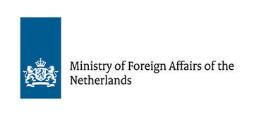 Ministry of Foreign Affairs of the
Netherlands